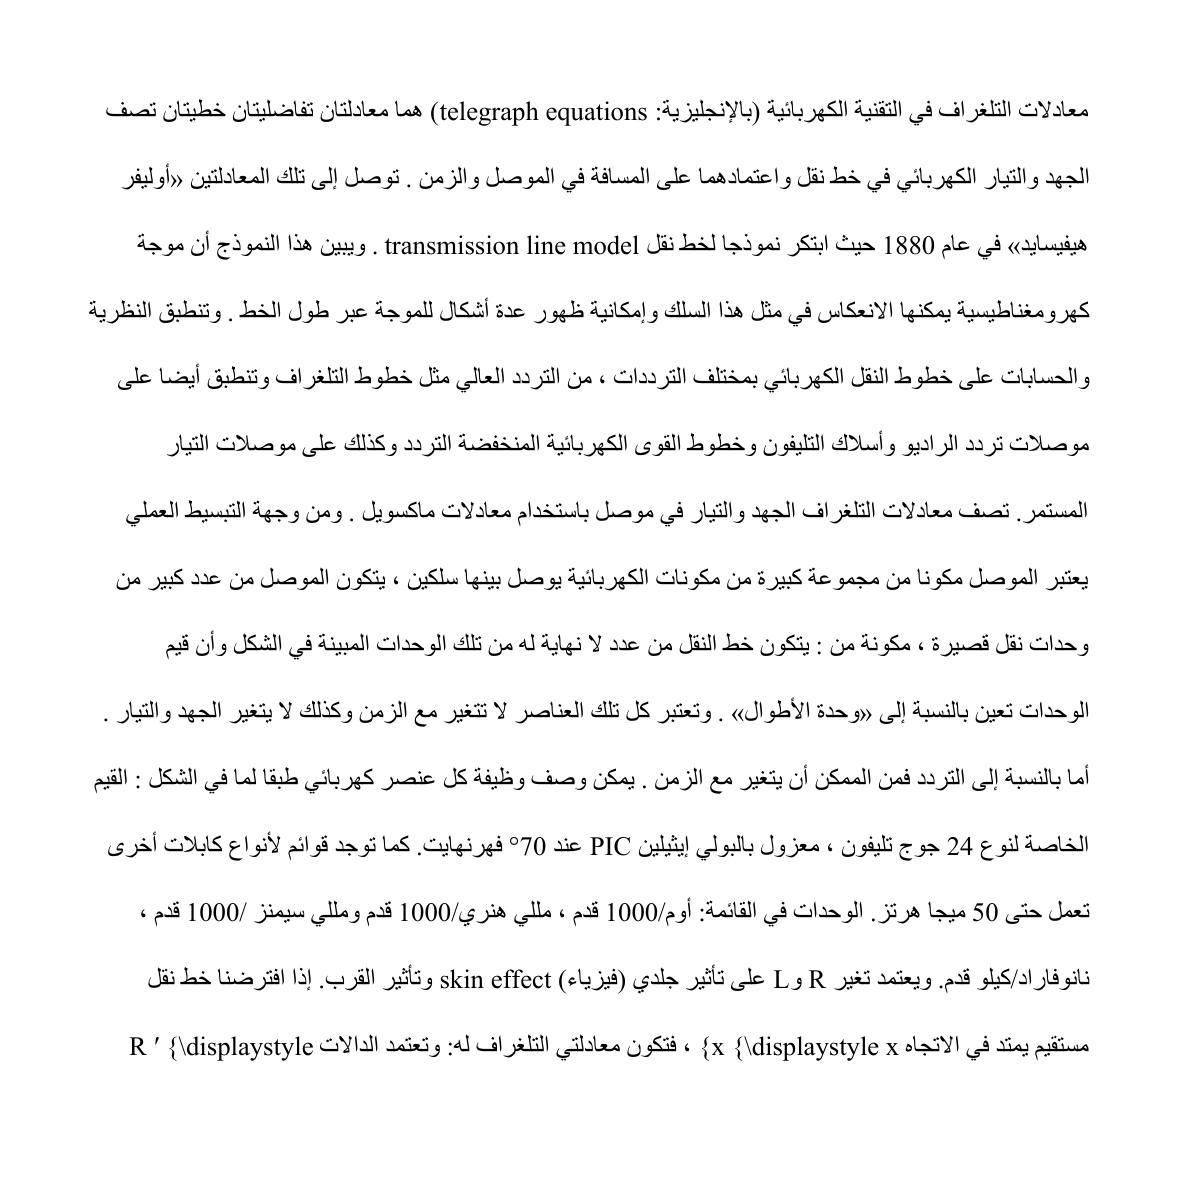 معادلات التلغراف في التقنية الكهربائية (بالإنجليزية: telegraph equations) هما معادلتان تفاضليتان خطيتان تصف
الجهد والتيار الكهربائي في خط نقل واعتمادهما على المسافة في الموصل والزمن . توصل إلى تلك المعادلتين «أوليفر
هيفيسايد» في عام 1880 حيث ابتكر نموذجا لخط نقل transmission line model . ويبين هذا النموذج أن موجة
كهرومغناطيسية يمكنها الانعكاس في مثل هذا السلك وإمكانية ظهور عدة أشكال للموجة عبر طول الخط . وتنطبق النظرية
والحسابات على خطوط النقل الكهربائي بمختلف الترددات ، من التردد العالي مثل خطوط التلغراف وتنطبق أيضا على
موصلات تردد الراديو وأسلاك التليفون وخطوط القوى الكهربائية المنخفضة التردد وكذلك على موصلات التيار
المستمر. تصف معادلات التلغراف الجهد والتيار في موصل باستخدام معادلات ماكسويل . ومن وجهة التبسيط العملي
يعتبر الموصل مكونا من مجموعة كبيرة من مكونات الكهربائية يوصل بينها سلكين ، يتكون الموصل من عدد كبير من
وحدات نقل قصيرة ، مكونة من : يتكون خط النقل من عدد لا نهاية له من تلك الوحدات المبينة في الشكل وأن قيم
الوحدات تعين بالنسبة إلى «وحدة الأطوال» . وتعتبر كل تلك العناصر لا تتغير مع الزمن وكذلك لا يتغير الجهد والتيار .
أما بالنسبة إلى التردد فمن الممكن أن يتغير مع الزمن . يمكن وصف وظيفة كل عنصر كهربائي طبقا لما في الشكل : القيم
الخاصة لنوع 24 جوج تليفون ، معزول بالبولي إيثيلين PIC عند 70° فهرنهايت. كما توجد قوائم لأنواع كابلات أخرى
تعمل حتى 50 ميجا هرتز. الوحدات في القائمة: أوم/1000 قدم ، مللي هنري/1000 قدم ومللي سيمنز /1000 قدم ،
نانوفاراد/كيلو قدم. ويعتمد تغير R و L على تأثير جلدي (فيزياء) skin effect وتأثير القرب. إذا افترضنا خط نقل
مستقيم يمتد في الاتجاه x {\displaystyle x} ، فتكون معادلتي التلغراف له: وتعتمد الدالات R ′ {\displaystyle